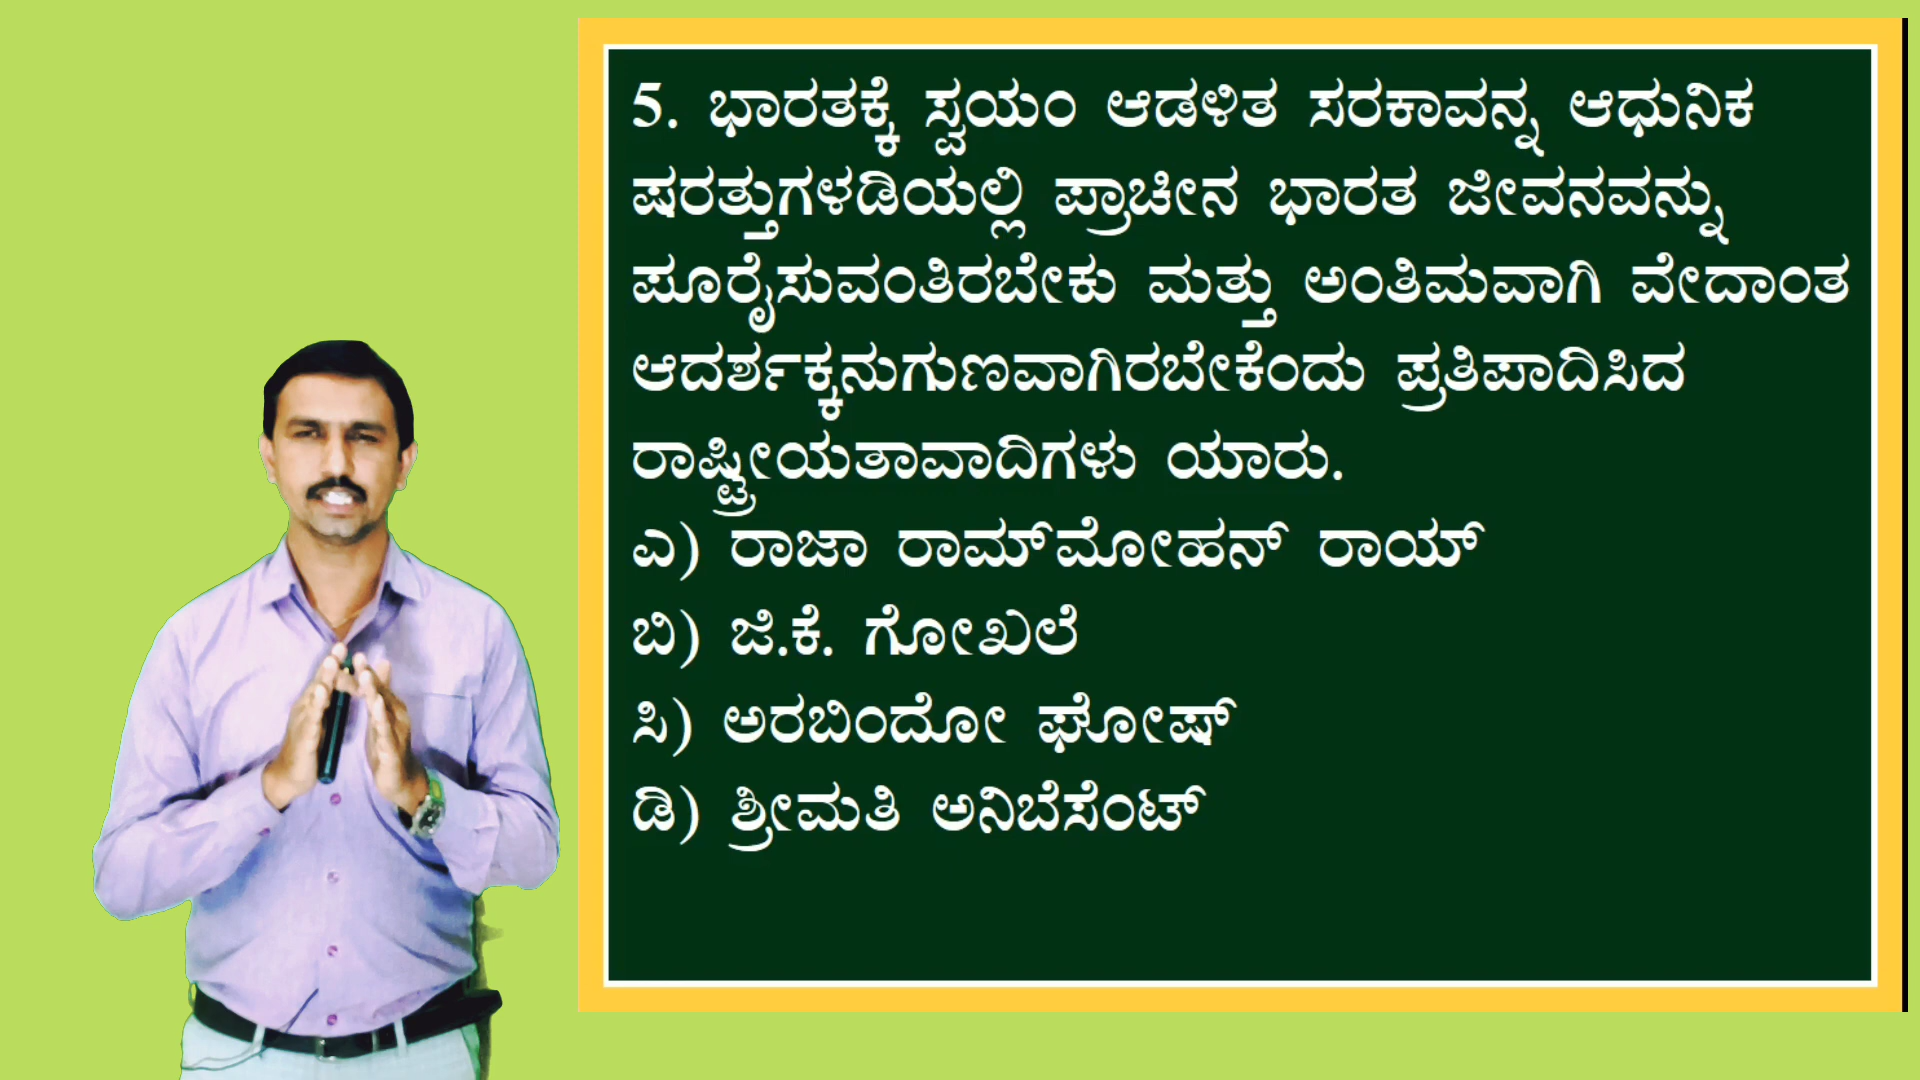 5. ಭಾರತಕ್ಕೆ ಸ್ವಯಂ ಆಡಳಿತ ಸರಕಾವನ್ನ ಆಧುನಿಕ
ಷರತ್ತುಗಳಡಿಯಲ್ಲಿ ಪ್ರಾಚೀನ ಭಾರತ ಜೀವನವನ್ನು
ಪೂರೈಸುವಂತಿರಬೇಕು ಮತ್ತು ಅಂತಿಮವಾಗಿ ವೇದಾಂತ
ಆದರ್ಶಕ್ಕನುಗುಣವಾಗಿರಬೇಕೆಂದು ಪ್ರತಿಪಾದಿಸಿದ
ರಾಷ್ಟ್ರೀಯತಾವಾದಿಗಳು ಯಾರು.
ಎ) ರಾಜಾ ರಾಮ್‌ಮೋಹನ್ ರಾಯ್
ಬಿ) ಜಿ.ಕೆ. ಗೋಖಲೆ
ಸಿ) ಅರಬಿಂದೋ ಘೋಷ್
ಡಿ) ಶ್ರೀಮತಿ ಅನಿಬೆಸೆಂಟ್